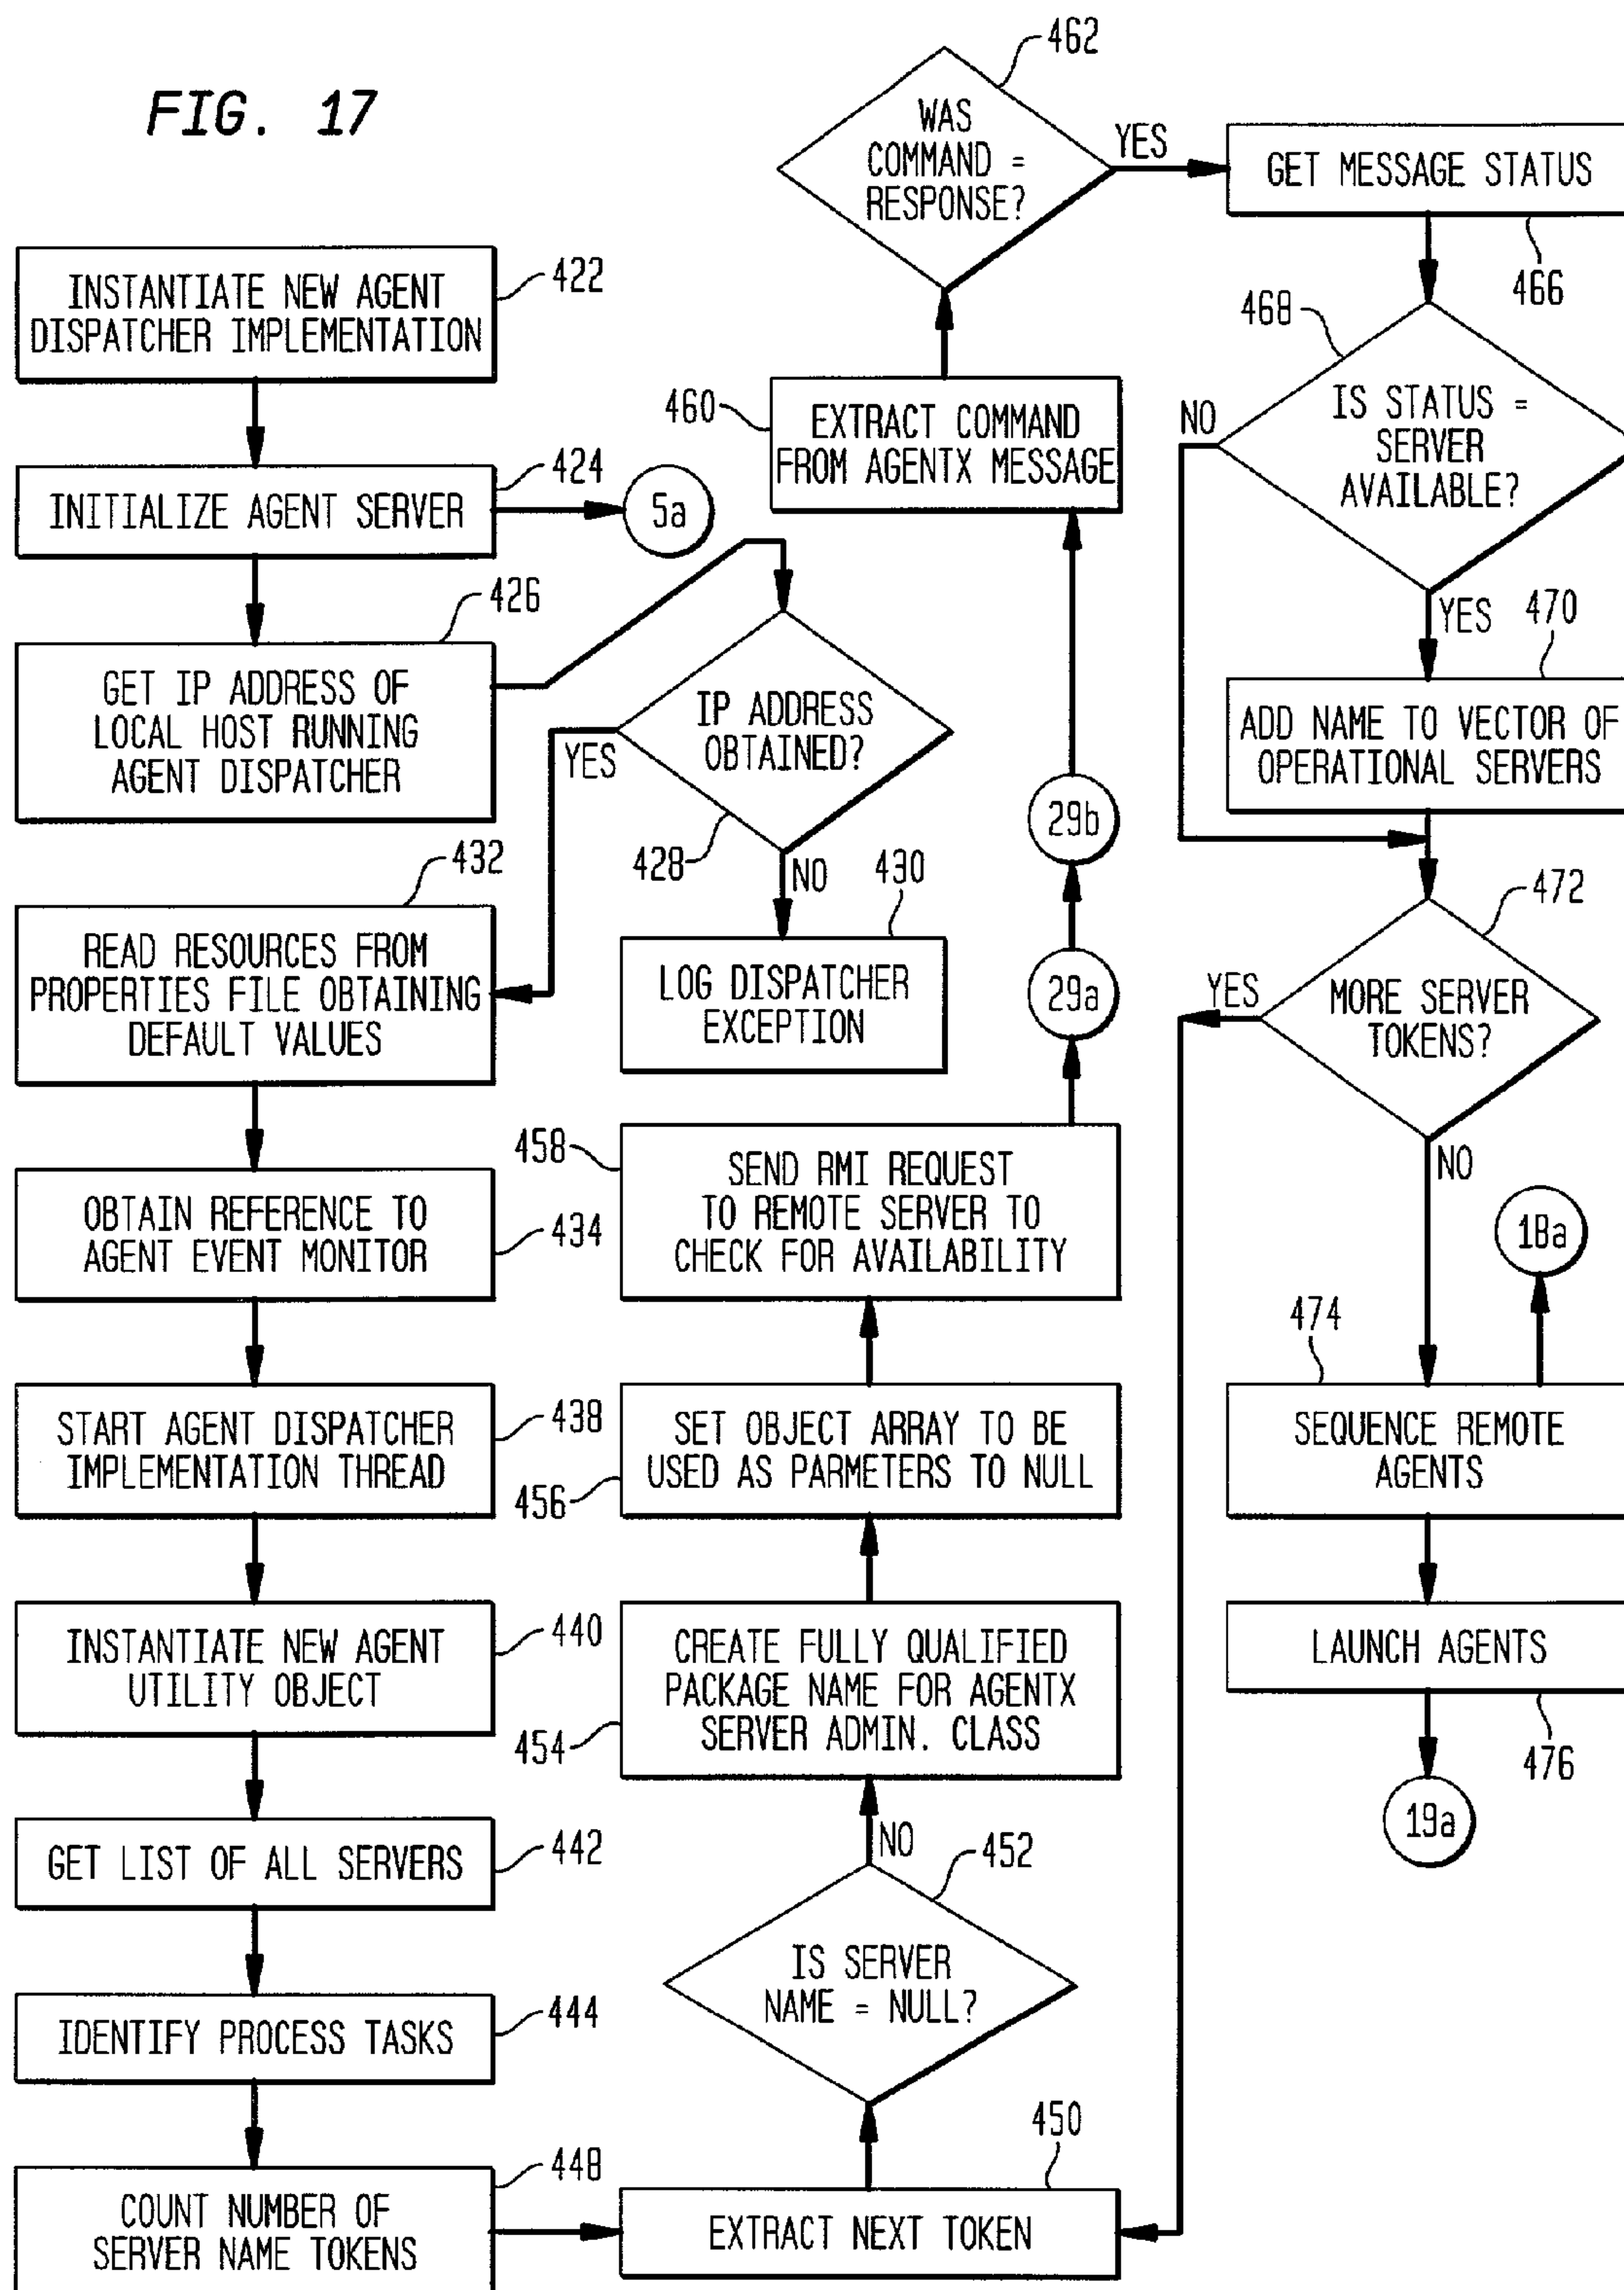 FIG. 17
INSTANTIATE NEW AGENT
DISPATCHER IMPLEMENTATION
422
INITIALIZE AGENT SERVER
424
5a
GET IP ADDRESS OF
LOCAL HOST RUNNING
AGENT DISPATCHER
426
IP ADDRESS
OBTAINED?
428
YES
NO
430
LOG DISPATCHER
EXCEPTION
432
READ RESOURCES FROM
PROPERTIES FILE OBTAINING
DEFAULT VALUES
OBTAIN REFERENCE TO
AGENT EVENT MONITOR
434
START AGENT DISPATCHER
IMPLEMENTATION THREAD
438
INSTANTIATE NEW AGENT
UTILITY OBJECT
440
GET LIST OF ALL SERVERS
442
IDENTIFY PROCESS TASKS
444
COUNT NUMBER OF
SERVER NAME TOKENS
448
EXTRACT NEXT TOKEN
450
IS SERVER
NAME = NULL?
452
NO
CREATE FULLY QUALIFIED
PACKAGE NAME FOR AGENTX
SERVER ADMIN. CLASS
454
SET OBJECT ARRAY TO BE
USED AS PARMETERS TO NULL
456
SEND RMI REQUEST
TO REMOTE SERVER TO
CHECK FOR AVAILABILITY
458
29a
29b
EXTRACT COMMAND
FROM AGENTX MESSAGE
460
WAS
COMMAND =
RESPONSE?
462
YES
GET MESSAGE STATUS
466
IS STATUS =
SERVER
AVAILABLE?
468
NO
YES
470
ADD NAME TO VECTOR OF
OPERATIONAL SERVERS
472
MORE SERVER
TOKENS?
YES
NO
18a
474
SEQUENCE REMOTE
AGENTS
LAUNCH AGENTS
476
19a